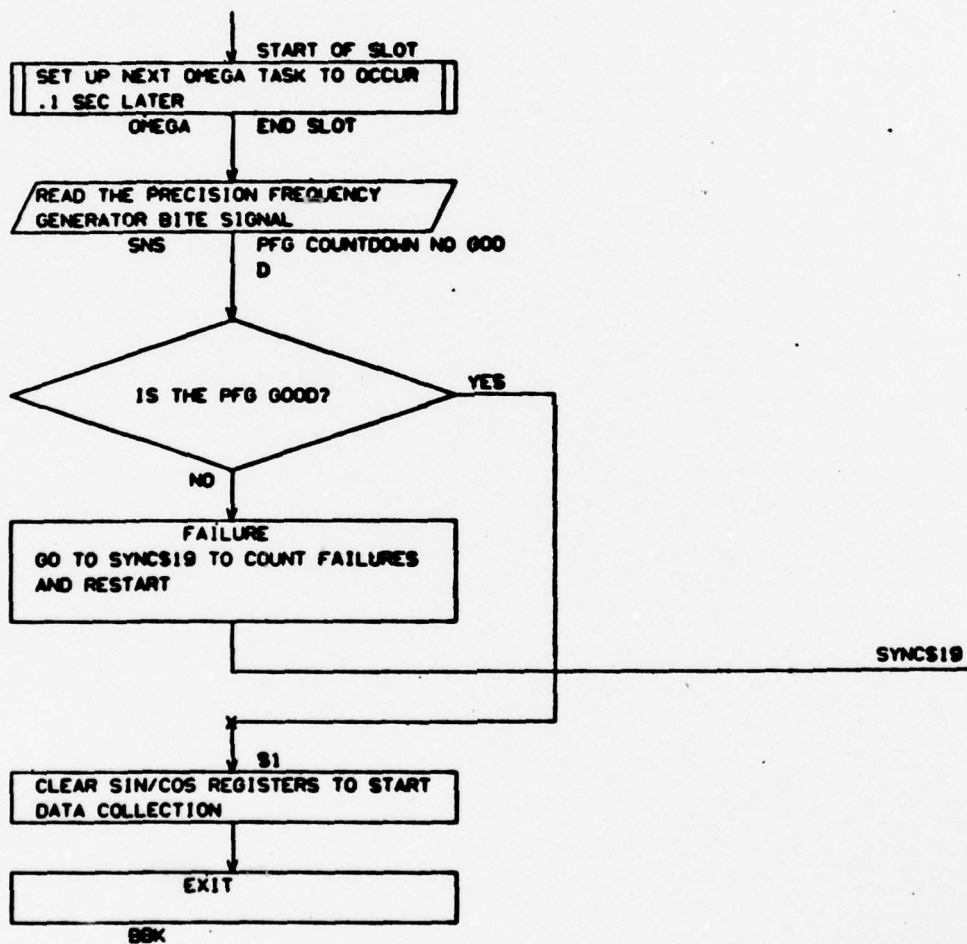 START OF SLOT
SET UP NEXT OMEGA TASK TO OCCUR
.1 SEC LATER
OMEGA END SLOT
READ THE PRECISION FREQUENCY
GENERATOR BITE SIGNAL
SNS PFG COUNTDOWN NO GOO
D
IS THE PFG GOOD?
YES
NO
FAILURE
GO TO SYNC$19 TO COUNT FAILURES
AND RESTART
SYNC$19
$1
CLEAR SIN/COS REGISTERS TO START
DATA COLLECTION
EXIT
BBK